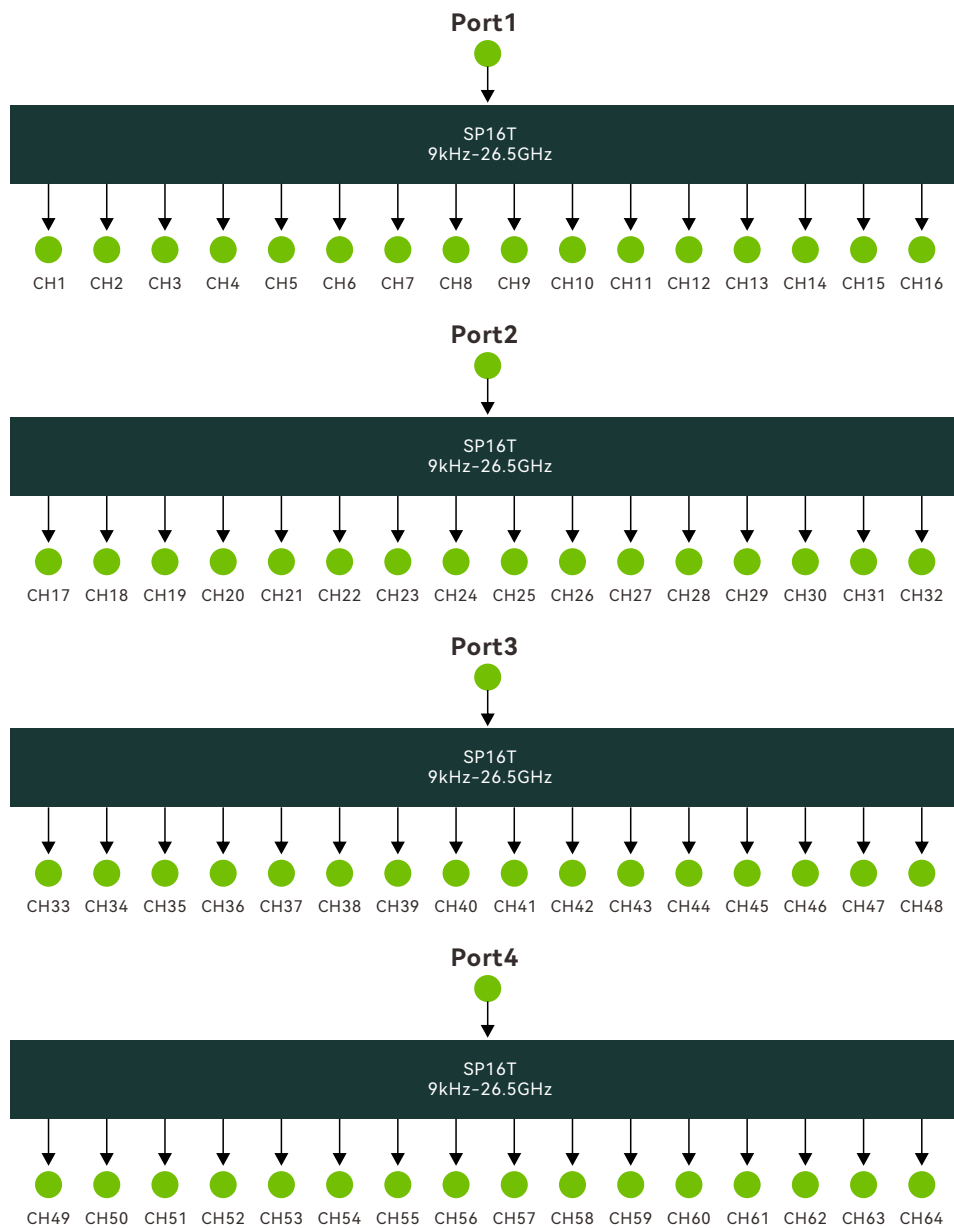 Port1
SP16T
9kHz-26.5GHz
CH1 CH2 CH3 CH4 CH5 CH6 CH7 CH8 CH9 CH10 CH11 CH12 CH13 CH14 CH15 CH16
Port2
SP16T
9kHz-26.5GHz
CH17 CH18 CH19 CH20 CH21 CH22 CH23 CH24 CH25 CH26 CH27 CH28 CH29 CH30 CH31 CH32
Port3
SP16T
9kHz-26.5GHz
CH33 CH34 CH35 CH36 CH37 CH38 CH39 CH40 CH41 CH42 CH43 CH44 CH45 CH46 CH47 CH48
Port4
SP16T
9kHz-26.5GHz
CH49 CH50 CH51 CH52 CH53 CH54 CH55 CH56 CH57 CH58 CH59 CH60 CH61 CH62 CH63 CH64